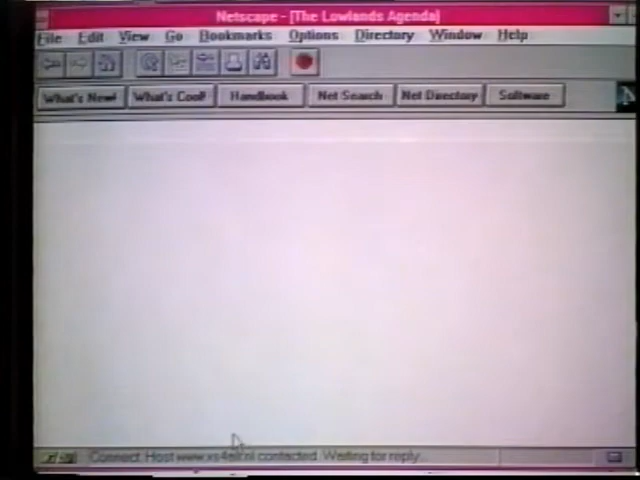 Netscape - [The Lowlands Agenda]
File Edit View Go Bookmarks Options Directory Window Help
What's New! What's Cool! Handbook Net Search Net Directory Software
N
Connect: Host www.xs4all.nl contacted. Waiting for reply...